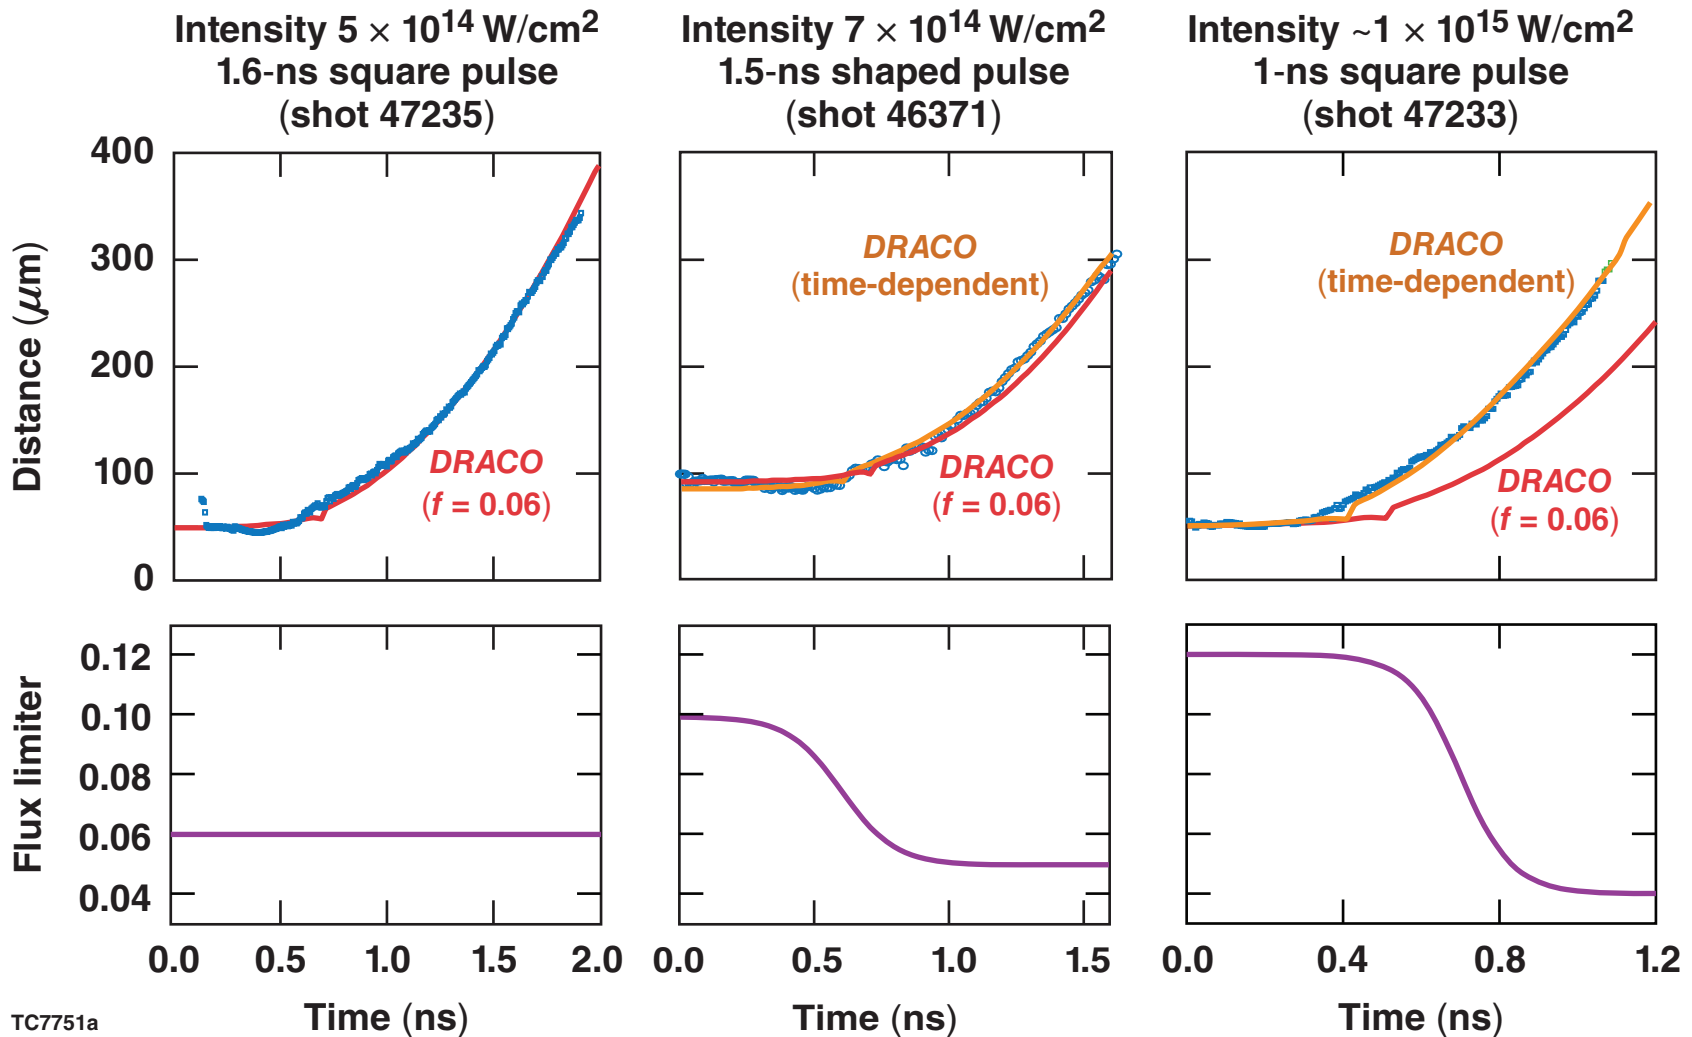 Intensity 5 × 10¹⁴ W/cm²
1.6-ns square pulse
(shot 47235)
Intensity 7 × 10¹⁴ W/cm²
1.5-ns shaped pulse
(shot 46371)
Intensity ~1 × 10¹⁵ W/cm²
1-ns square pulse
(shot 47233)
Distance (μm)
400
300
200
100
0
DRACO
(f = 0.06)
DRACO
(time-dependent)
DRACO
(f = 0.06)
DRACO
(time-dependent)
DRACO
(f = 0.06)
Flux limiter
0.12
0.10
0.08
0.06
0.04
0.0 0.5 1.0 1.5 2.0
Time (ns)
0.0 0.5 1.0 1.5
Time (ns)
0.0 0.4 0.8 1.2
Time (ns)
TC7751a